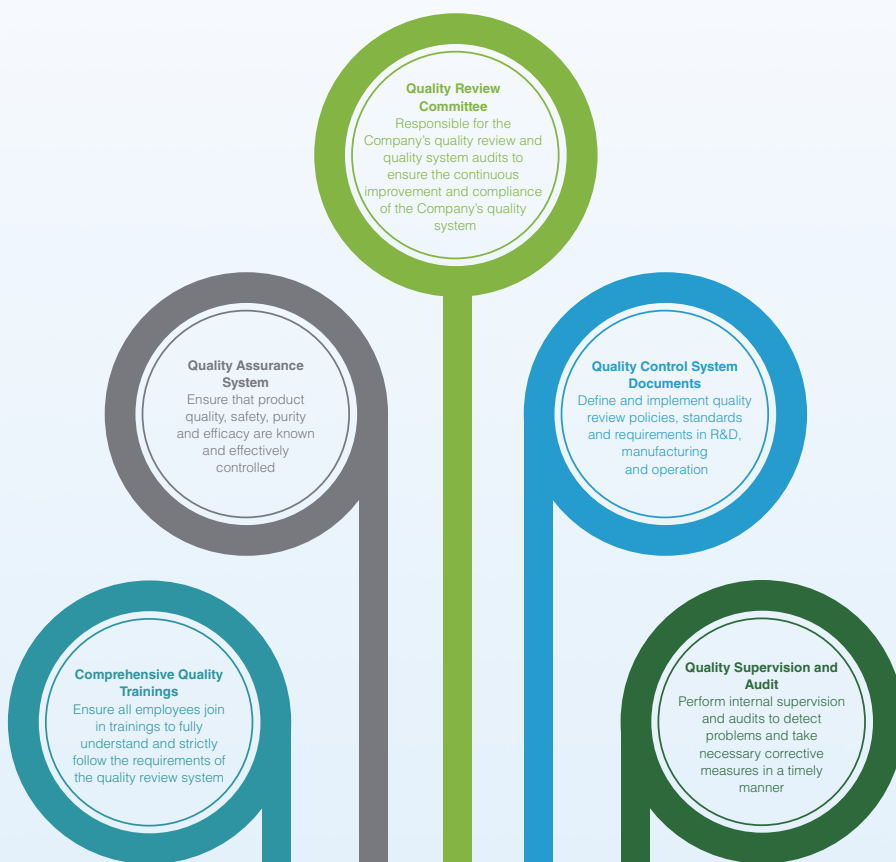 Quality Review
Committee
Responsible for the
Company's quality review and
quality system audits to
ensure the continuous
improvement and compliance
of the Company's quality
system
Quality Assurance
System
Ensure that product
quality, safety, purity
and efficacy are known
and effectively
controlled
Quality Control System
Documents
Define and implement quality
review policies, standards
and requirements in R&D,
manufacturing
and operation
Comprehensive Quality
Trainings
Ensure all employees join
in trainings to fully
understand and strictly
follow the requirements of
the quality review system
Quality Supervision and
Audit
Perform internal supervision
and audits to detect
problems and take
necessary corrective
measures in a timely
manner